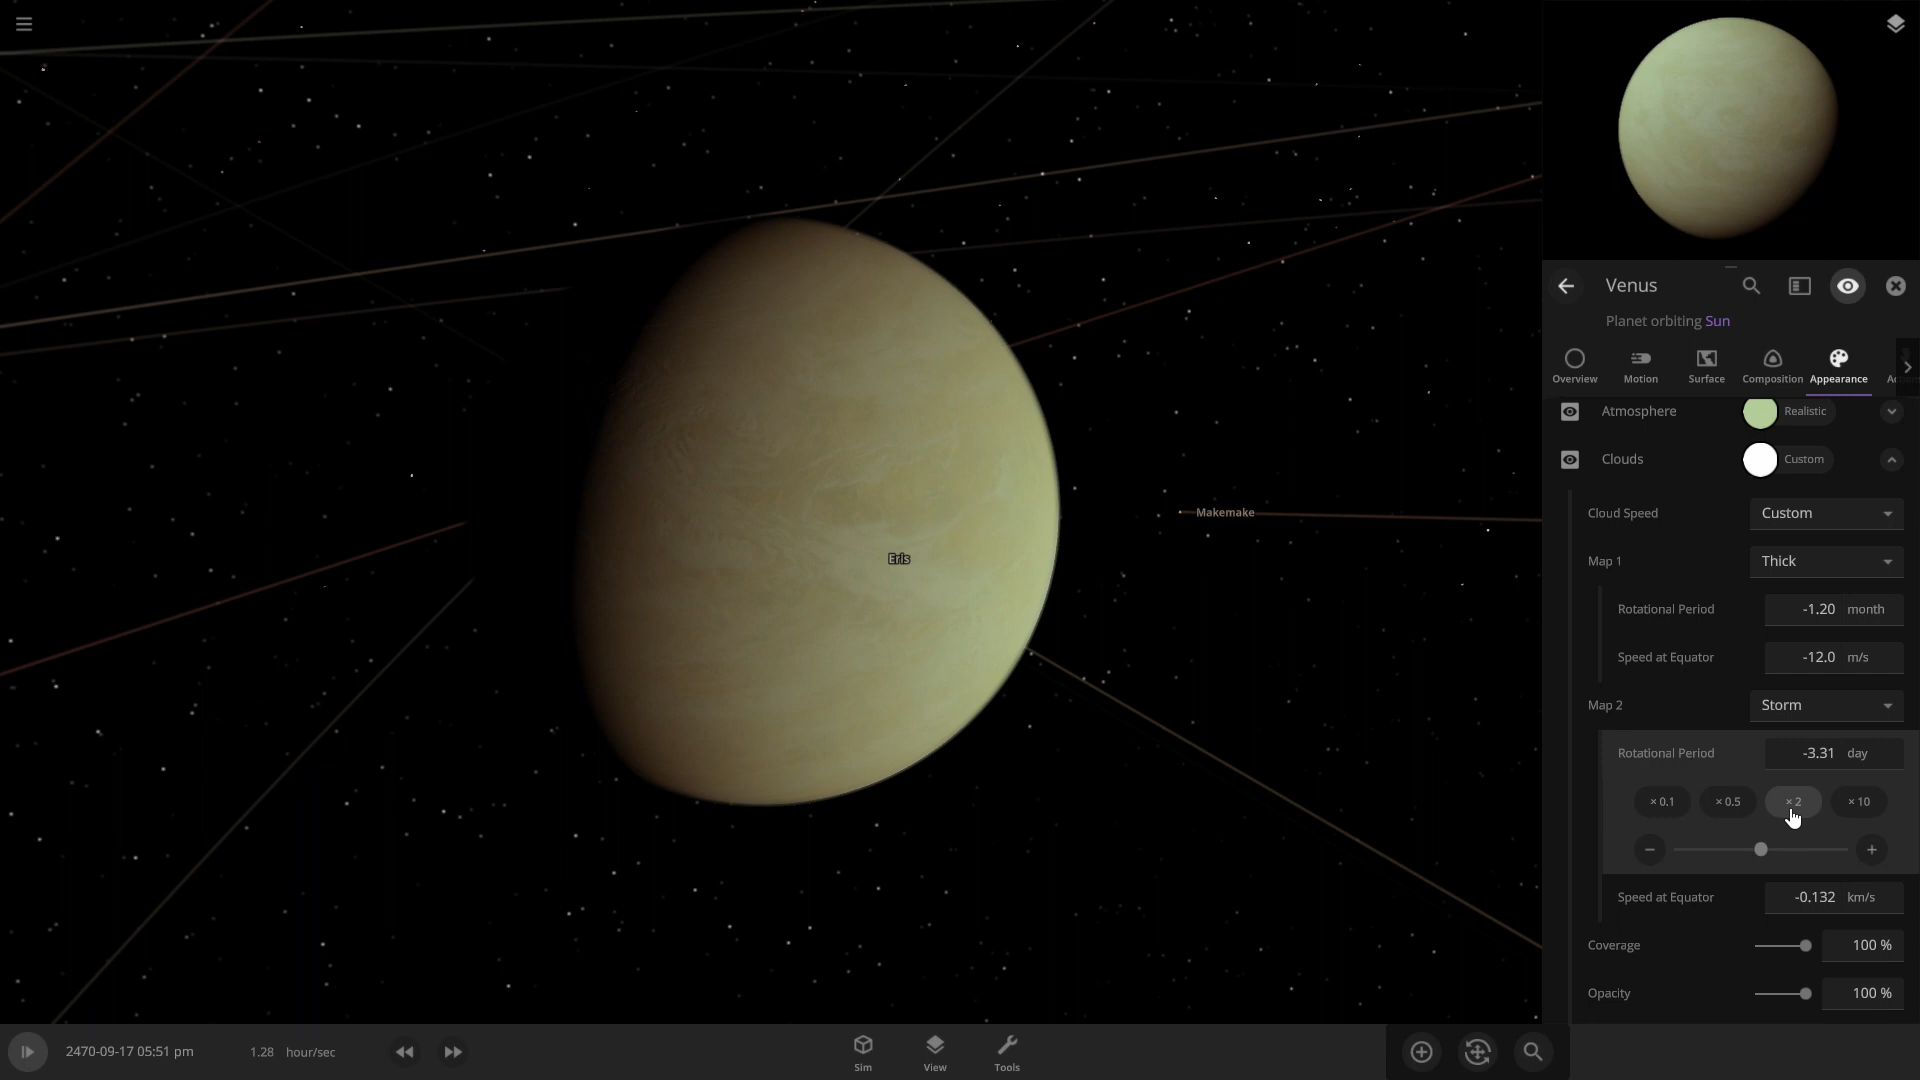 Venus
Planet orbiting Sun
Overview Motion Surface Composition Appearance
Atmosphere Realistic
Clouds Custom
Cloud Speed Custom
Map 1 Thick
Rotational Period -1.20 month
Speed at Equator -12.0 m/s
Map 2 Storm
Rotational Period -3.31 day
× 0.1 × 0.5 × 2 × 10
Speed at Equator -0.132 km/s
Coverage 100 %
Opacity 100 %
Makemake
Eris
2470-09-17 05:51 pm 1.28 hour/sec
Sim View Tools